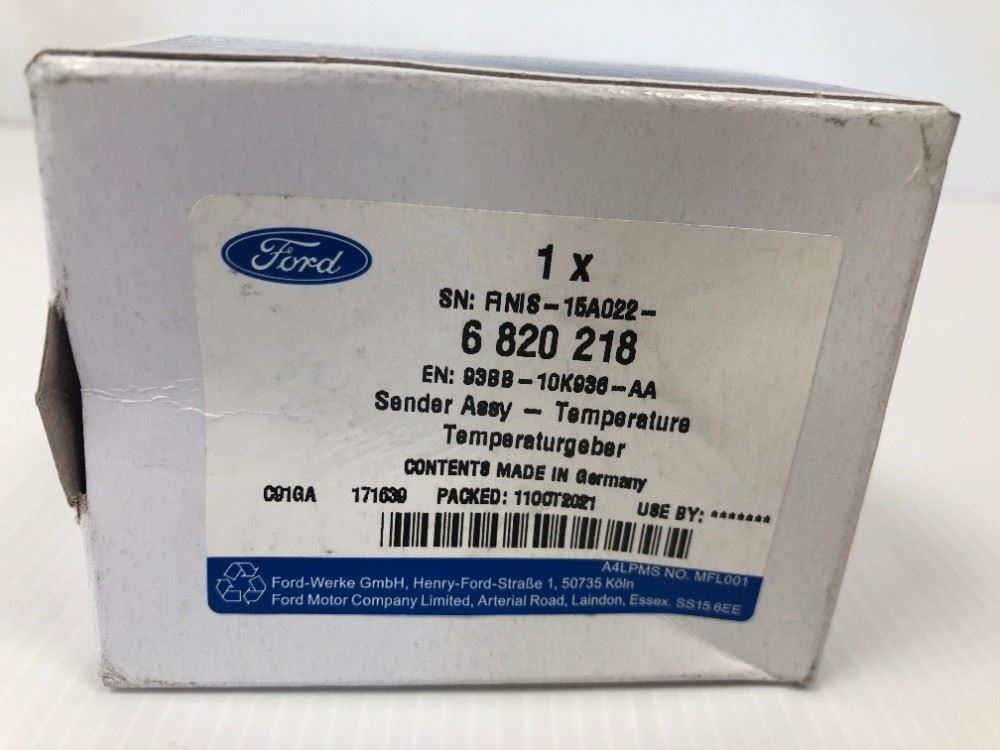 Ford
1 x
SN: FINIS-15A022-
6 820 218
EN: 93BB-10K936-AA
Sender Assy - Temperature
Temperaturgeber
CONTENTS MADE IN Germany
C91GA 171639 PACKED: 11OCT2021 USE BY: *******
A4LPMS NO. MFL001
Ford-Werke GmbH, Henry-Ford-Straße 1, 50735 Köln
Ford Motor Company Limited, Arterial Road, Laindon, Essex. SS15 6EE